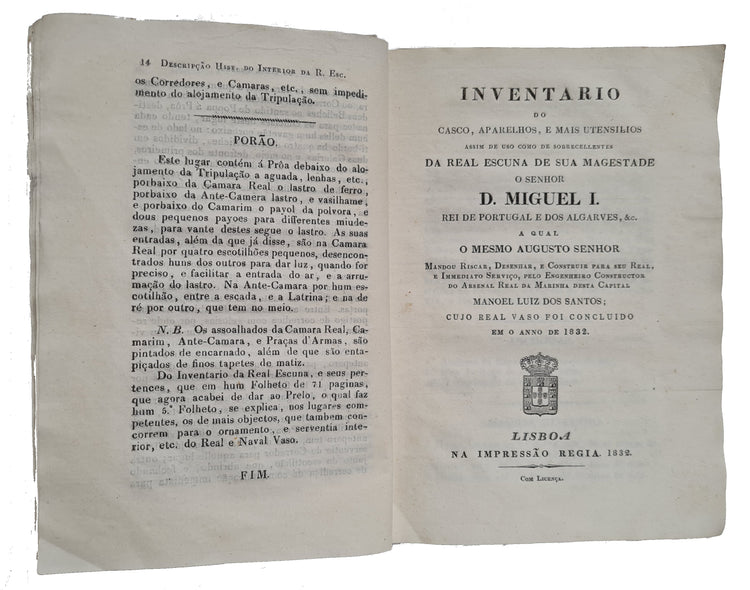 14 Descripção Hist. do Interior da R. Esc.
os Corredores, e Camaras, etc., sem impedi-
mento do alojamento da Tripulação.
PORÃO.
Este lugar contém á Prôa debaixo do alo-
jamento da Tripulação a aguada, lenhas, etc.,
porbaixo da Camara Real o lastro de ferro,
porbaixo da Ante-Camera lastro, e vasilhame,
e porbaixo do Camarim o payol da polvora, e
dous pequenos payoes para differentes miude-
zas, para vante destes segue o lastro. As suas
entradas, além da que já disse, são na Camara
Real por quatro escotilhões pequenos, desencon-
trados huns dos outros para dar luz, quando for
preciso, e facilitar a entrada do ar, e a arru-
mação do lastro. Na Ante-Camara por hum es-
cotilhão, entre a escada, e a Latrina; e na de
ré por outro, que tem no meio.
N. B. Os assoalhados da Camara Real, Ca-
marim, Ante-Camara, e Praças d'Armas, são
pintados de encarnado, além de que são enta-
piçados de finos tapetes de matiz.
Do Inventario da Real Escuna, e seus per-
tences, que em hum Folheto de 71 paginas,
que agora acabei de dar ao Prelo, o qual faz
hum 5.º Folheto, se explica, nos lugares com-
petentes, os de mais objectos, que tambem con-
correm para o ornamento, e serventia inte-
rior, etc. do Real e Naval Vaso.
FIM.
INVENTARIO
DO
CASCO, APARELHOS, E MAIS UTENSILIOS
ASSIM DE USO COMO DE SOBRECELLENTES
DA REAL ESCUNA DE SUA MAGESTADE
O SENHOR
D. MIGUEL I.
REI DE PORTUGAL E DOS ALGARVES, &c.
A QUAL
O MESMO AUGUSTO SENHOR
Mandou Riscar, Desenhar, e Construir para seu Real,
e Immediato Serviço, pelo Engenheiro Constructor
do Arsenal Real da Marinha desta Capital
MANOEL LUIZ DOS SANTOS;
CUJO REAL VASO FOI CONCLUIDO
EM O ANNO DE 1832.
LISBOA
NA IMPRESSÃO REGIA. 1832.
Com Licença.